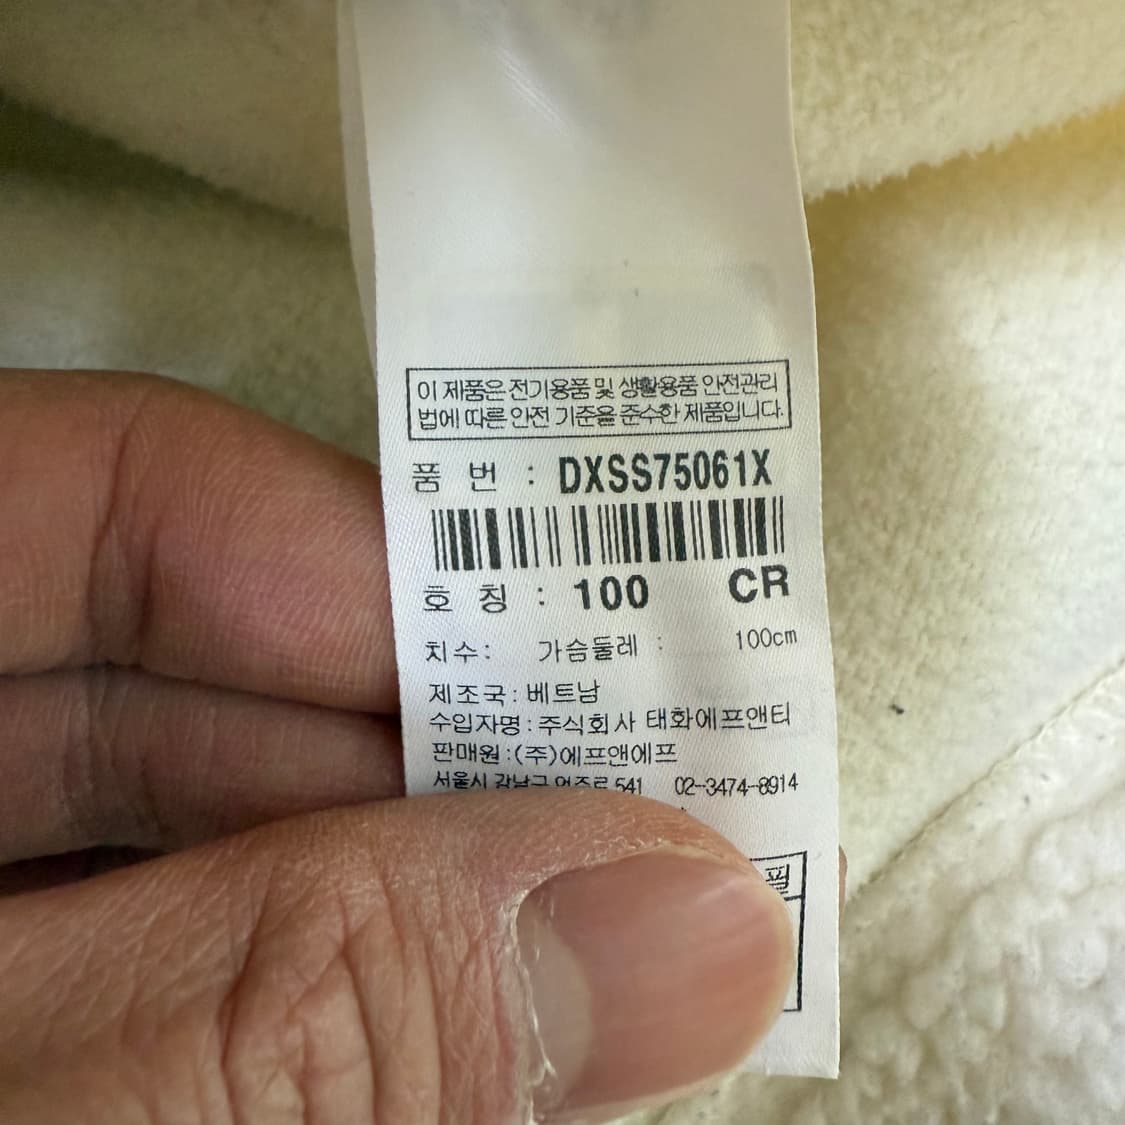 이 제품은 전기용품 및 생활용품 안전관리
법에 따른 안전 기준을 준수한 제품입니다.
품 번 : DXSS75061X
호 칭 : 100 CR
치수: 가슴둘레 : 100cm
제조국: 베트남
수입자명: 주식회사 태화에프앤티
판매원:(주)에프앤에프
서울시 강남구 언주로 541 02-3474-8914
필